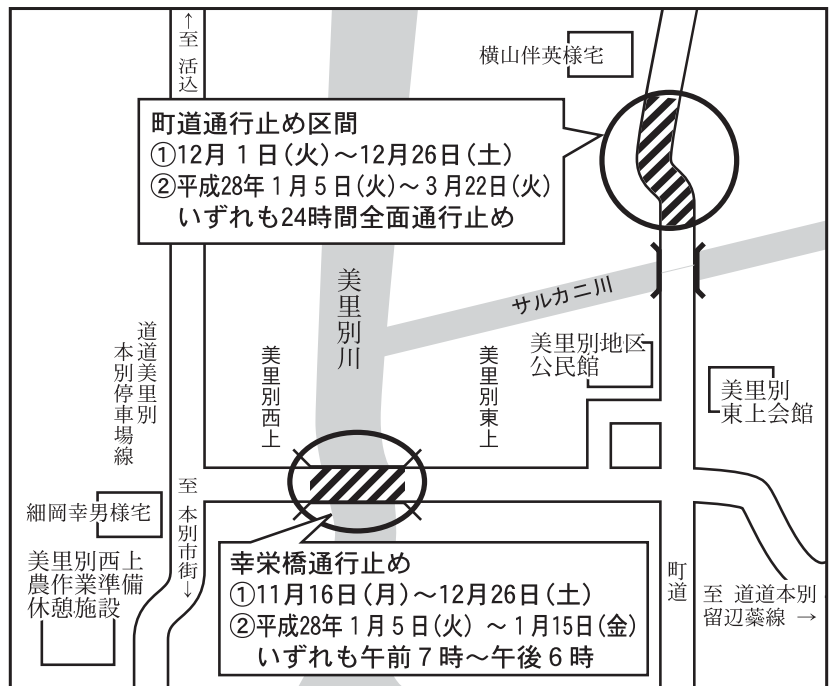 ←至 活込
横山伴英様宅
町道通行止め区間
①12月1日(火)～12月26日(土)
②平成28年1月5日(火)～3月22日(火)
いずれも24時間全面通行止め
美里別川
サルカニ川
道道美里別
本別停車場線
美里別西上
美里別東上
美里別地区
公民館
美里別
東上会館
至 本別市街→
細岡幸男様宅
美里別西上
農作業準備
休憩施設
幸栄橋通行止め
①11月16日(月)～12月26日(土)
②平成28年1月5日(火)～1月15日(金)
いずれも午前7時～午後6時
町道
至 道道本別
留辺蘂線 →